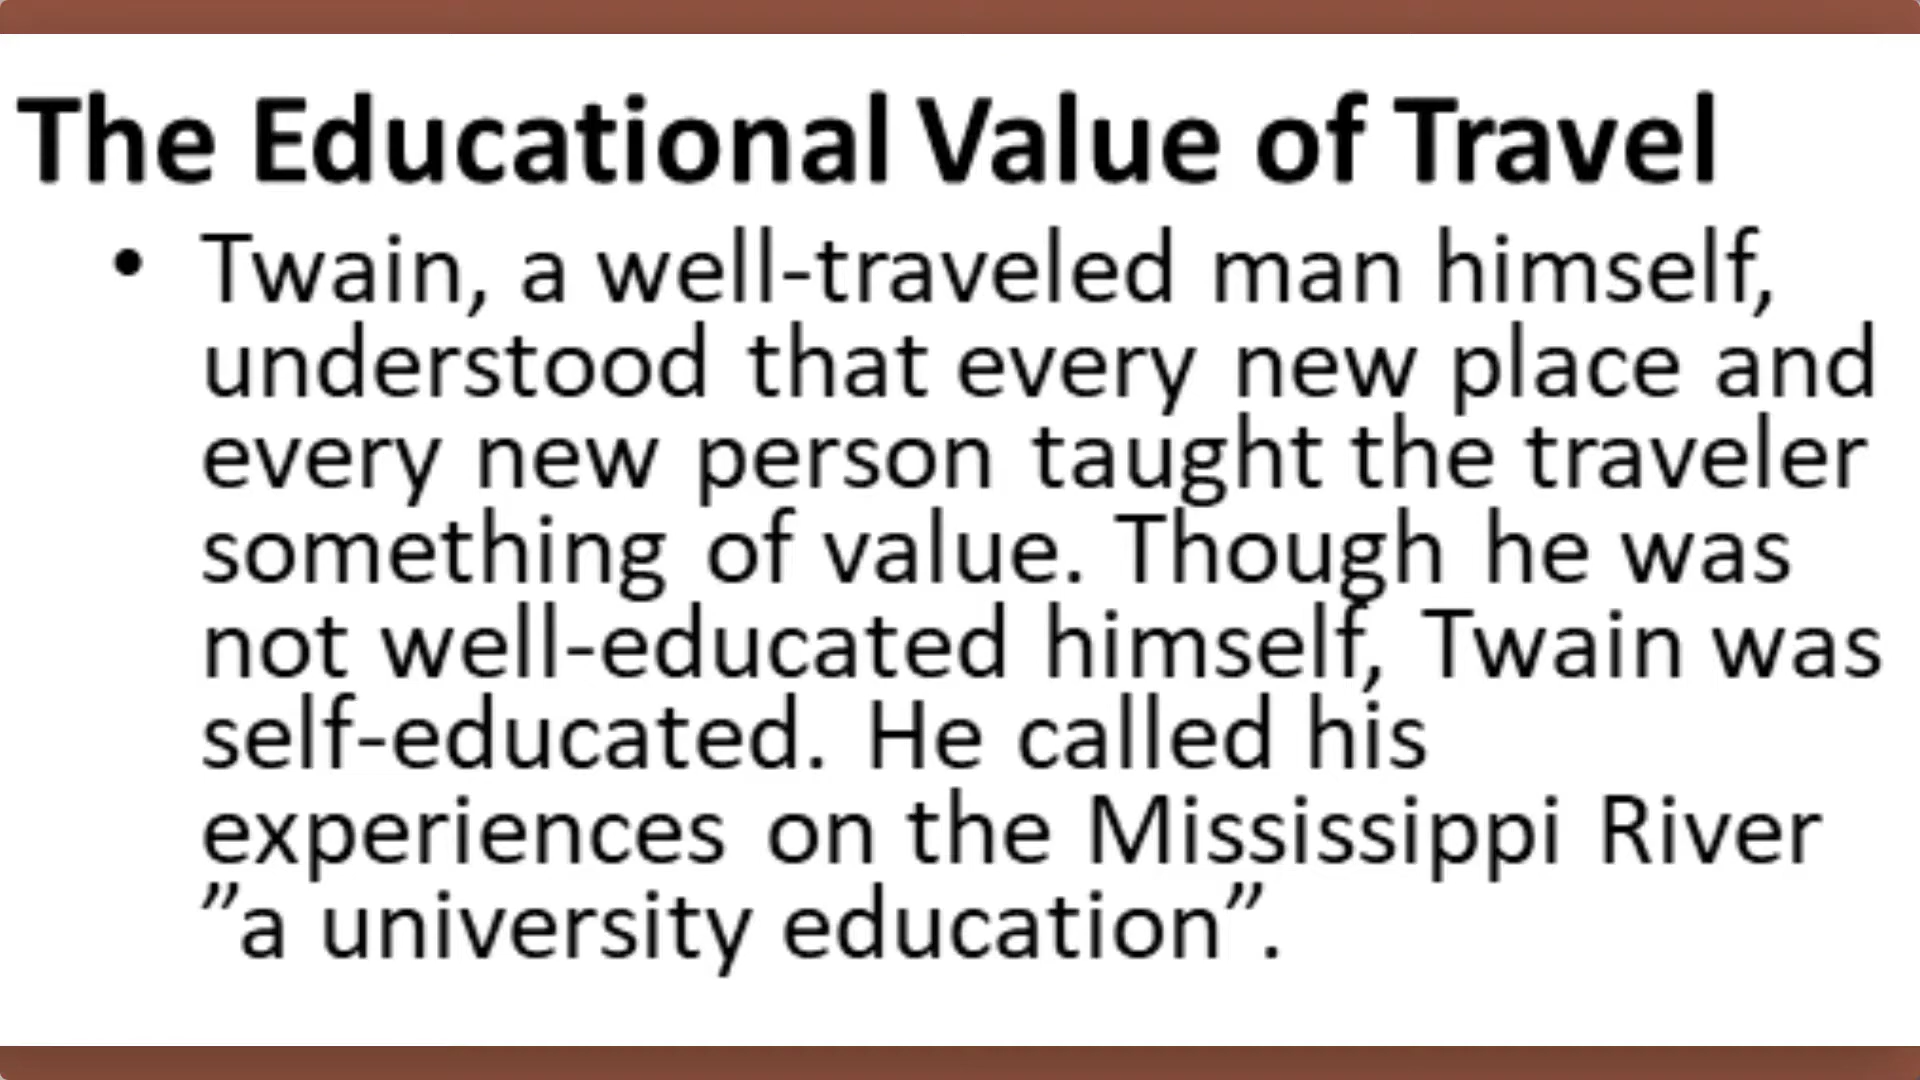 The Educational Value of Travel
• Twain, a well-traveled man himself,
understood that every new place and
every new person taught the traveler
something of value. Though he was
not well-educated himself, Twain was
self-educated. He called his
experiences on the Mississippi River
”a university education”.